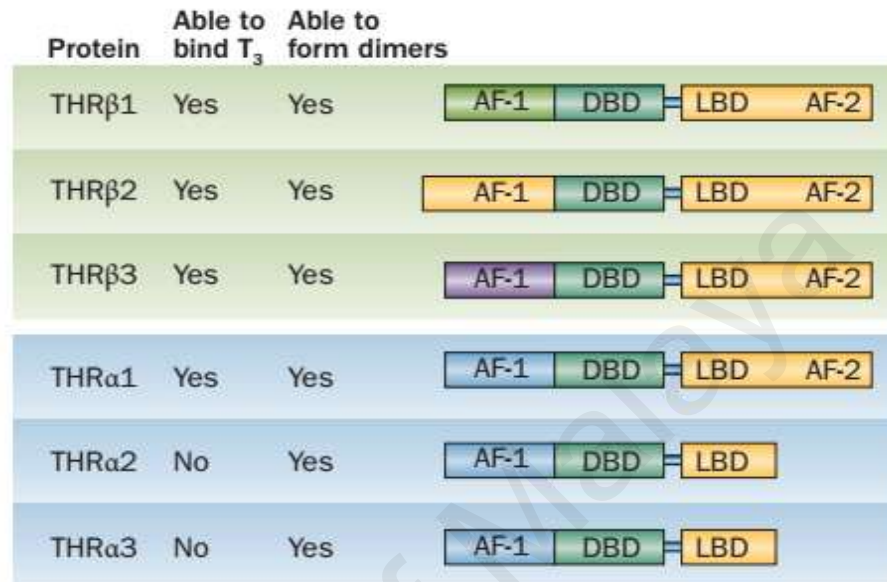 Able to Able to
Protein bind T₃ form dimers
THRβ1 Yes Yes AF-1 DBD LBD AF-2
THRβ2 Yes Yes AF-1 DBD LBD AF-2
THRβ3 Yes Yes AF-1 DBD LBD AF-2
THRα1 Yes Yes AF-1 DBD LBD AF-2
THRα2 No Yes AF-1 DBD LBD
THRα3 No Yes AF-1 DBD LBD
of Malaya